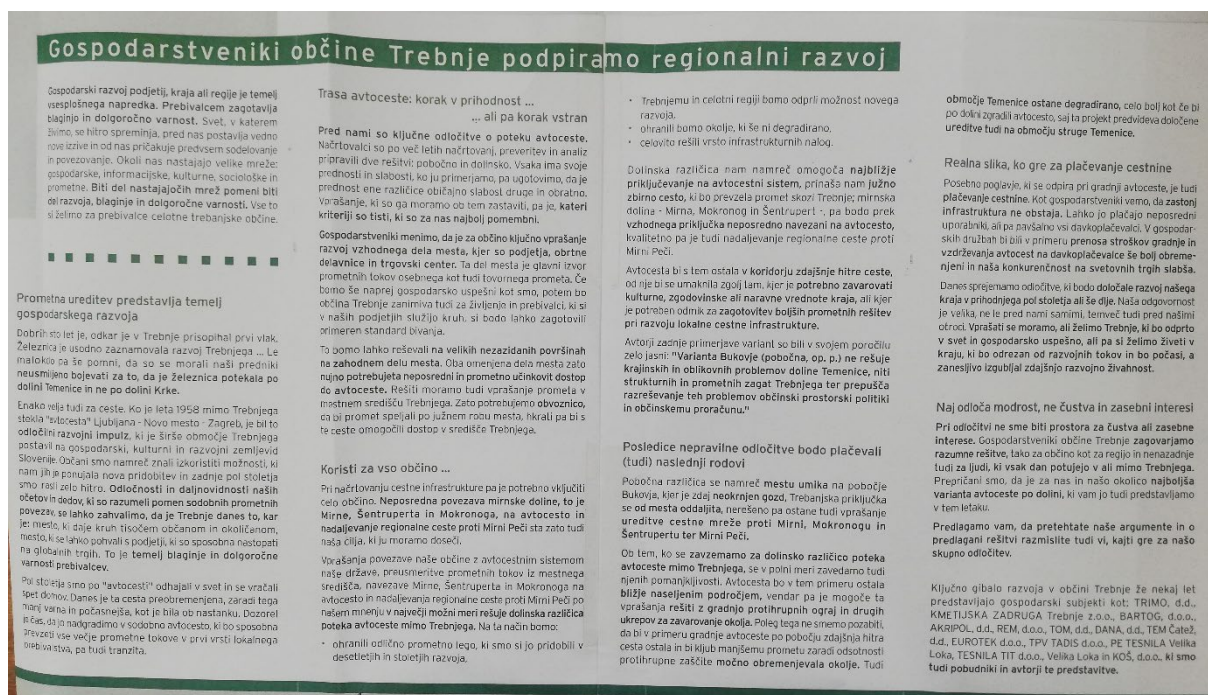 Gospodarstveniki občine Trebnje podpiramo regionalni razvoj
Gospodarski razvoj podjetij, kraja ali regije je temelj
vsesplošnega napredka. Prebivalcem zagotavlja
blaginjo in dolgoročno varnost. Svet, v katerem
živimo, se hitro spreminja, pred nas postavlja vedno
nove izzive in od nas pričakuje predvsem sodelovanje
in povezovanje. Okoli nas nastajajo velike mreže:
gospodarske, informacijske, kulturne, sociološke in
prometne. Biti del nastajajočih mrež pomeni biti
del razvoja, blaginje in dolgoročne varnosti. Vse to
si želimo za prebivalce celotne trebanjske občine.
Prometna ureditev predstavlja temelj
gospodarskega razvoja
Dobrih sto let je, odkar je v Trebnje prisopihal prvi vlak.
Železnica je usodno zaznamovala razvoj Trebnjega ... Le
malokdo pa še pomni, da so se morali naši predniki
neusmiljeno bojevati za to, da je železnica potekala po
dolini Temenice in ne po dolini Krke.
Enako velja tudi za ceste. Ko je leta 1958 mimo Trebnjega
stekla "avtocesta" Ljubljana - Novo mesto - Zagreb, je bil to
odločilni razvojni impulz, ki je širše območje Trebnjega
postavil na gospodarski, kulturni in razvojni zemljevid
Slovenije. Občani smo namreč znali izkoristiti možnosti, ki
nam jih je ponujala nova pridobitev in zadnje pol stoletja
smo rasli zelo hitro. Odločnosti in daljnovidnosti naših
očetov in dedov, ki so razumeli pomen sodobnih prometnih
povezav, se lahko zahvalimo, da je Trebnje danes to, kar
je: mesto, ki daje kruh tisočem občanom in okoličanom,
mesto, ki se lahko pohvali s podjetji, ki so sposobna nastopati
na globalnih trgih. To je temelj blaginje in dolgoročne
varnosti prebivalcev.
Pol stoletja smo po "avtocesti" odhajali v svet in se vračali
spet domov. Danes je ta cesta preobremenjena, zaradi tega
manj varna in počasnejša, kot je bila ob nastanku. Dozorel
je čas, da jo nadgradimo v sodobno avtocesto, ki bo sposobna
prevzeti vse večje prometne tokove v prvi vrsti lokalnega
prebivalstva, pa tudi tranzita.
Trasa avtoceste: korak v prihodnost ...
... ali pa korak vstran
Pred nami so ključne odločitve o poteku avtoceste.
Načrtovalci so po več letih načrtovanj, preveritev in analiz
pripravili dve rešitvi: pobočno in dolinsko. Vsaka ima svoje
prednosti in slabosti, ko ju primerjamo, pa ugotovimo, da je
prednost ene različice običajno slabost druge in obratno.
Vprašanje, ki so ga moramo ob tem zastaviti, pa je, kateri
kriteriji so tisti, ki so za nas najbolj pomembni.
Gospodarstveniki menimo, da je za občino ključno vprašanje
razvoj vzhodnega dela mesta, kjer so podjetja, obrtne
delavnice in trgovski center. Ta del mesta je glavni izvor
prometnih tokov osebnega kot tudi tovornega prometa. Če
bomo še naprej gospodarsko uspešni kot smo, potem bo
občina Trebnje zanimiva tudi za življenje in prebivalci, ki si
v naših podjetjih služijo kruh, si bodo lahko zagotovili
primeren standard bivanja.
To bomo lahko reševali na velikih nezazidanih površinah
na zahodnem delu mesta. Oba omenjena dela mesta zato
nujno potrebujeta neposredni in prometno učinkovit dostop
do avtoceste. Rešiti moramo tudi vprašanje prometa v
mestnem središču Trebnjega. Zato potrebujemo obvoznico,
da bi promet speljali po južnem robu mesta, hkrati pa bi s
te ceste omogočili dostop v središče Trebnjega.
Koristi za vso občino ...
Pri načrtovanju cestne infrastrukture pa je potrebno vključiti
celo občino. Neposredna povezava mirnske doline, to je
Mirne, Šentruperta in Mokronoga, na avtocesto in
nadaljevanje regionalne ceste proti Mirni Peči sta zato tudi
naša cilja, ki ju moramo doseči.
Vprašanja povezave naše občine z avtocestnim sistemom
naše države, preusmeritve prometnih tokov iz mestnega
središča, navezave Mirne, Šentruperta in Mokronoga na
avtocesto in nadaljevanja regionalne ceste proti Mirni Peči po
našem mnenju v največji možni meri rešuje dolinska različica
poteka avtoceste mimo Trebnjega. Na ta način bomo:
• ohranili odlično prometno lego, ki smo si jo pridobili v
desetletjih in stoletjih razvoja,
• Trebnjemu in celotni regiji bomo odprli možnost novega
razvoja,
• ohranili bomo okolje, ki še ni degradirano,
• celovito rešili vrsto infrastrukturnih nalog.
Dolinska različica nam namreč omogoča najbližje
priključevanje na avtocestni sistem, prinaša nam južno
zbirno cesto, ki bo prevzela promet skozi Trebnje; mirnska
dolina - Mirna, Mokronog in Šentrupert -, pa bodo prek
vzhodnega priključka neposredno navezani na avtocesto,
kvalitetno pa je tudi nadaljevanje regionalne ceste proti
Mirni Peči.
Avtocesta bi s tem ostala v koridorju zdajšnje hitre ceste,
od nje bi se umaknila zgolj tam, kjer je potrebno zavarovati
kulturne, zgodovinske ali naravne vrednote kraja, ali kjer
je potreben odmik za zagotovitev boljših prometnih rešitev
pri razvoju lokalne cestne infrastrukture.
Avtorji zadnje primerjave variant so bili v svojem poročilu
zelo jasni: "Varianta Bukovje (pobočna, op. p.) ne rešuje
krajinskih in oblikovnih problemov doline Temenice, niti
strukturnih in prometnih zagat Trebnjega ter prepušča
razreševanje teh problemov občinski prostorski politiki
in občinskemu proračunu."
Posledice nepravilne odločitve bodo plačevali
(tudi) naslednji rodovi
Pobočna različica se namreč mestu umika na pobočje
Bukovja, kjer je zdaj neokrnjen gozd, Trebanjska priključka
se od mesta oddaljita, nerešeno pa ostane tudi vprašanje
ureditve cestne mreže proti Mirni, Mokronogu in
Šentrupertu ter Mirni Peči.
Ob tem, ko se zavzemamo za dolinsko različico poteka
avtoceste mimo Trebnjega, se v polni meri zavedamo tudi
njenih pomanjkljivosti. Avtocesta bo v tem primeru ostala
bližje naseljenim področjem, vendar pa je mogoče ta
vprašanja rešiti z gradnjo protihrupnih ograj in drugih
ukrepov za zavarovanje okolja. Poleg tega ne smemo pozabiti,
da bi v primeru gradnje avtoceste po pobočju zdajšnja hitra
cesta ostala in bi kljub manjšemu prometu zaradi odsotnosti
protihrupne zaščite močno obremenjevala okolje. Tudi
območje Temenice ostane degradirano, celo bolj kot če bi
po dolini zgradili avtocesto, saj ta projekt predvideva določene
ureditve tudi na območju struge Temenice.
Realna slika, ko gre za plačevanje cestnine
Posebno poglavje, ki se odpira pri gradnji avtoceste, je tudi
plačevanje cestnine. Kot gospodarstveniki vemo, da zastonj
infrastruktura ne obstaja. Lahko jo plačajo neposredni
uporabniki, ali pa pavšalno vsi davkoplačevalci. V gospodar-
skih družbah bi bili v primeru prenosa stroškov gradnje in
vzdrževanja avtocest na davkoplačevalce še bolj obreme-
njeni in naša konkurenčnost na svetovnih trgih slabša.
Danes sprejemamo odločitve, ki bodo določale razvoj našega
kraja v prihodnjega pol stoletja ali še dlje. Naša odgovornost
je velika, ne le pred nami samimi, temveč tudi pred našimi
otroci. Vprašati se moramo, ali želimo Trebnje, ki bo odprto
v svet in gospodarsko uspešno, ali pa si želimo živeti v
kraju, ki bo odrezan od razvojnih tokov in bo počasi, a
zanesljivo izgubljal zdajšnjo razvojno živahnost.
Naj odloča modrost, ne čustva in zasebni interesi
Pri odločitvi ne sme biti prostora za čustva ali zasebne
interese. Gospodarstveniki občine Trebnje zagovarjamo
razumne rešitve, tako za občino kot za regijo in nenazadnje
tudi za ljudi, ki vsak dan potujejo v ali mimo Trebnjega.
Prepričani smo, da je za nas in našo okolico najboljša
varianta avtoceste po dolini, ki vam jo tudi predstavljamo
v tem letaku.
Predlagamo vam, da pretehtate naše argumente in o
predlagani rešitvi razmislite tudi vi, kajti gre za našo
skupno odločitev.
Ključno gibalo razvoja v občini Trebnje že nekaj let
predstavljajo gospodarski subjekti kot: TRIMO, d.d.,
KMETIJSKA ZADRUGA Trebnje z.o.o., BARTOG, d.o.o.,
AKRIPOL, d.d., REM, d.o.o., TOM, d.d., DANA, d.d., TEM Čatež,
d.d., EUROTEK d.o.o., TPV TADIS d.o.o., PE TESNILA Velika
Loka, TESNILA TIT d.o.o., Velika Loka in KOŠ, d.o.o. ki smo
tudi pobudniki in avtorji te predstavitve.